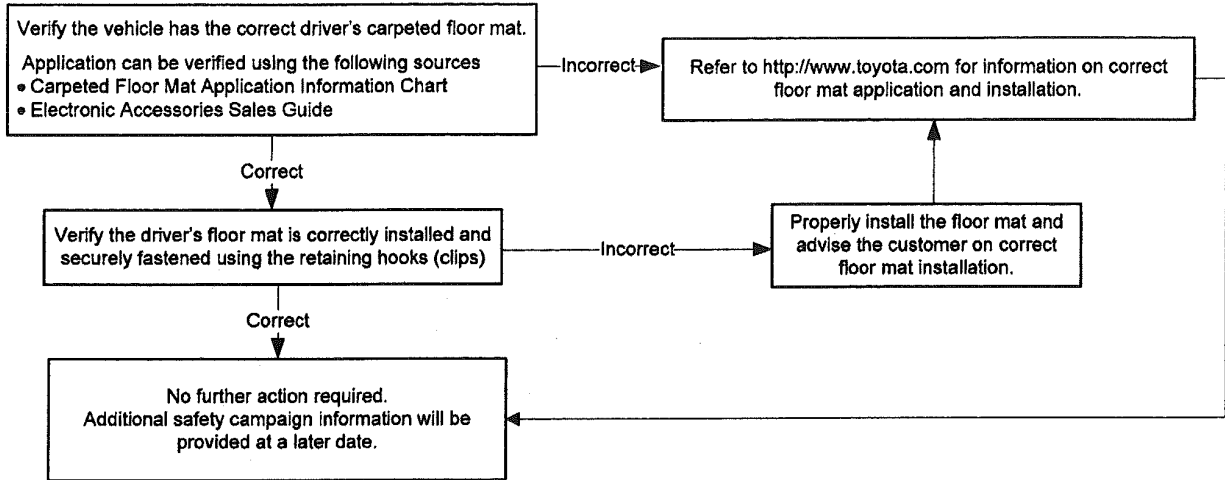 Verify the vehicle has the correct driver's carpeted floor mat.
Application can be verified using the following sources
• Carpeted Floor Mat Application Information Chart
• Electronic Accessories Sales Guide
Incorrect
Refer to http://www.toyota.com for information on correct
floor mat application and installation.
Correct
Verify the driver's floor mat is correctly installed and
securely fastened using the retaining hooks (clips)
Incorrect
Properly install the floor mat and
advise the customer on correct
floor mat installation.
Correct
No further action required.
Additional safety campaign information will be
provided at a later date.